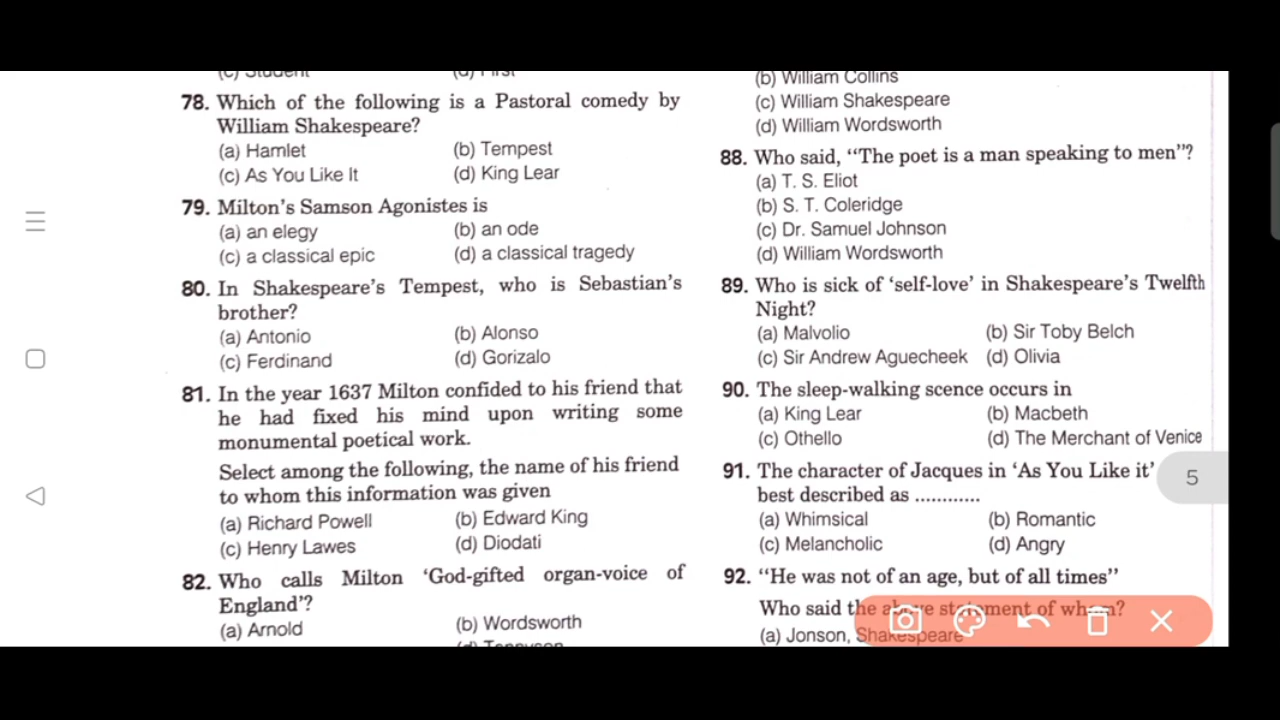 (c) Student (d) First
78. Which of the following is a Pastoral comedy by
William Shakespeare?
(a) Hamlet (b) Tempest
(c) As You Like It (d) King Lear
79. Milton's Samson Agonistes is
(a) an elegy (b) an ode
(c) a classical epic (d) a classical tragedy
80. In Shakespeare's Tempest, who is Sebastian's
brother?
(a) Antonio (b) Alonso
(c) Ferdinand (d) Gorizalo
81. In the year 1637 Milton confided to his friend that
he had fixed his mind upon writing some
monumental poetical work.
Select among the following, the name of his friend
to whom this information was given
(a) Richard Powell (b) Edward King
(c) Henry Lawes (d) Diodati
82. Who calls Milton 'God-gifted organ-voice of
England'?
(a) Arnold (b) Wordsworth
(d) Tennyson
(b) William Collins
(c) William Shakespeare
(d) William Wordsworth
88. Who said, "The poet is a man speaking to men"?
(a) T. S. Eliot
(b) S. T. Coleridge
(c) Dr. Samuel Johnson
(d) William Wordsworth
89. Who is sick of 'self-love' in Shakespeare's Twelfth
Night?
(a) Malvolio (b) Sir Toby Belch
(c) Sir Andrew Aguecheek (d) Olivia
90. The sleep-walking scence occurs in
(a) King Lear (b) Macbeth
(c) Othello (d) The Merchant of Venice
91. The character of Jacques in 'As You Like it'
best described as ............
(a) Whimsical (b) Romantic
(c) Melancholic (d) Angry
92. "He was not of an age, but of all times"
Who said the above statement of whom?
(a) Jonson, Shakespeare
5